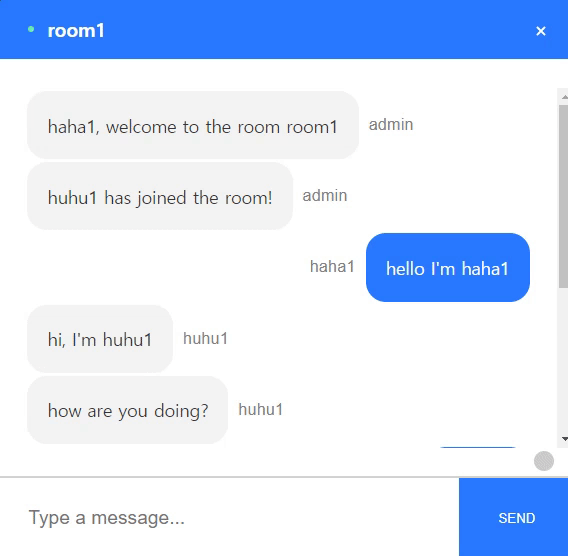 room1
haha1, welcome to the room room1 admin
huhu1 has joined the room! admin
haha1 hello I'm haha1
hi, I'm huhu1 huhu1
how are you doing? huhu1
Type a message... SEND